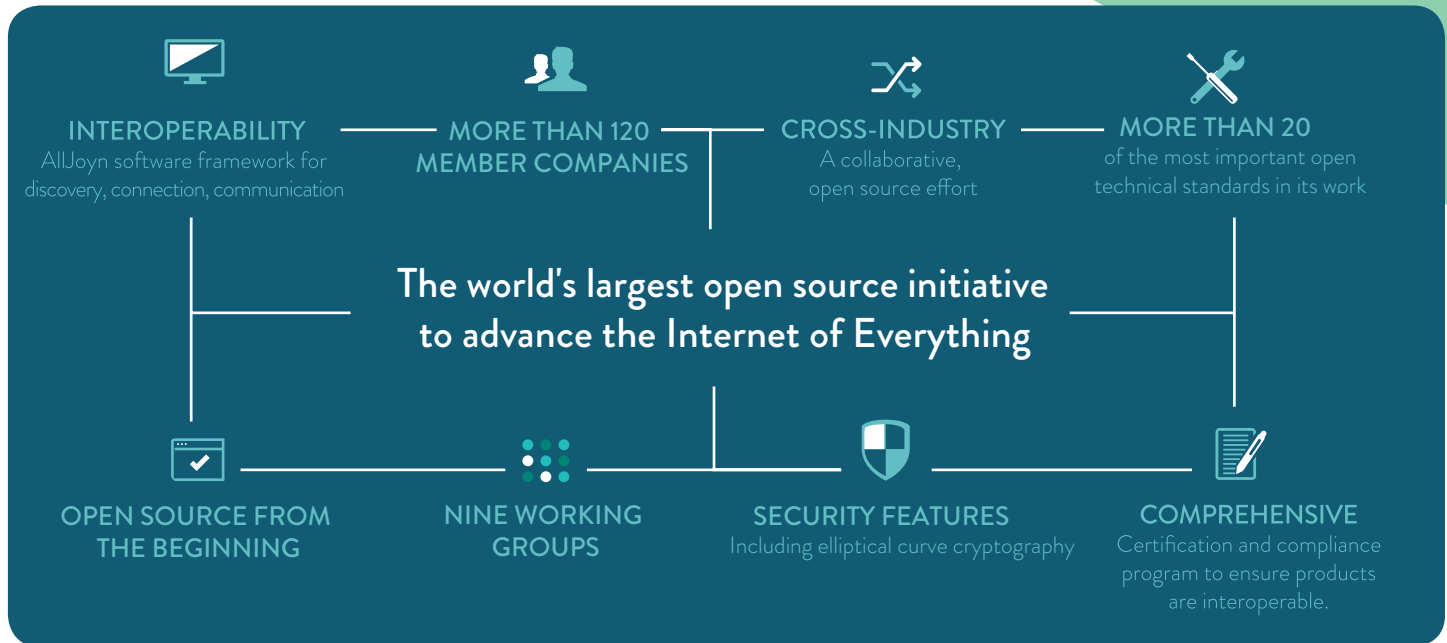 INTEROPERABILITY
AllJoyn software framework for
discovery, connection, communication
MORE THAN 120
MEMBER COMPANIES
CROSS-INDUSTRY
A collaborative,
open source effort
MORE THAN 20
of the most important open
technical standards in its work
The world's largest open source initiative
to advance the Internet of Everything
OPEN SOURCE FROM
THE BEGINNING
NINE WORKING
GROUPS
SECURITY FEATURES
Including elliptical curve cryptography
COMPREHENSIVE
Certification and compliance
program to ensure products
are interoperable.